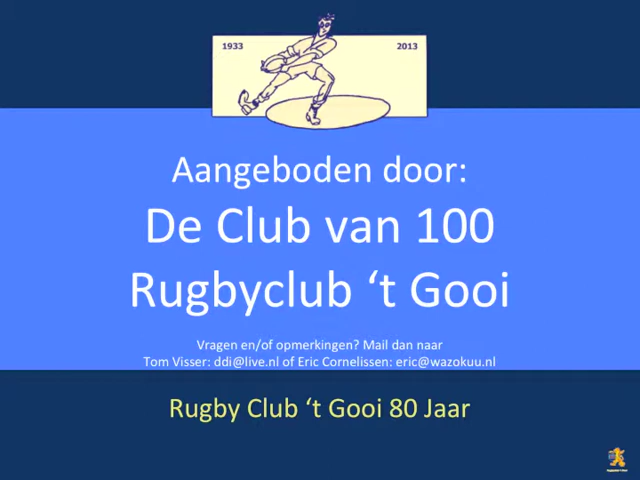 1933 2013
Aangeboden door:
De Club van 100
Rugbyclub ‘t Gooi
Vragen en/of opmerkingen? Mail dan naar
Tom Visser: ddi@live.nl of Eric Cornelissen: eric@wazokuu.nl
Rugby Club ‘t Gooi 80 Jaar